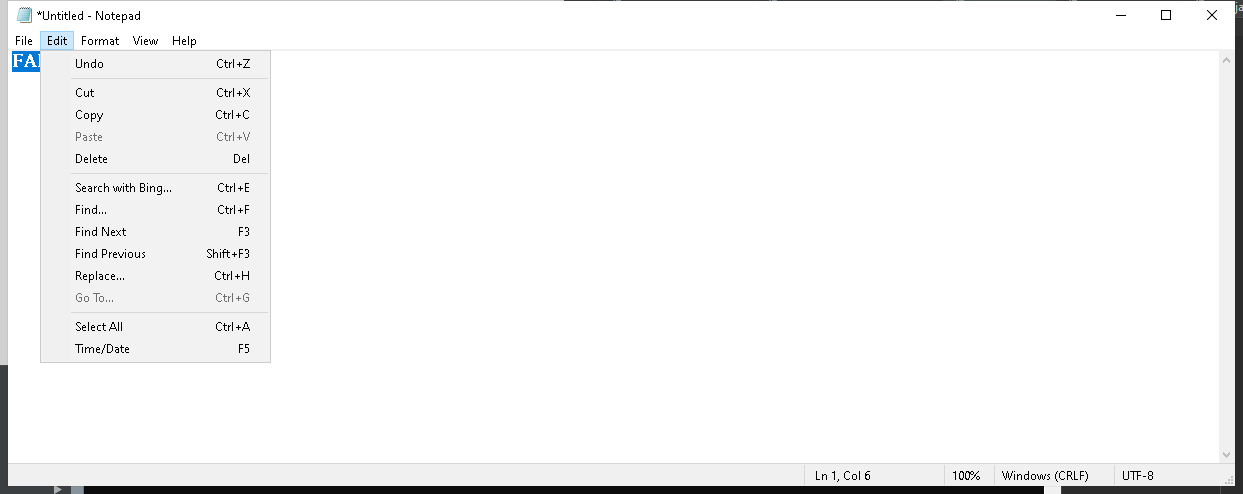 *Untitled - Notepad
File Edit Format View Help
Undo Ctrl+Z
Cut Ctrl+X
Copy Ctrl+C
Paste Ctrl+V
Delete Del
Search with Bing... Ctrl+E
Find... Ctrl+F
Find Next F3
Find Previous Shift+F3
Replace... Ctrl+H
Go To... Ctrl+G
Select All Ctrl+A
Time/Date F5
Ln 1, Col 6 100% Windows (CRLF) UTF-8